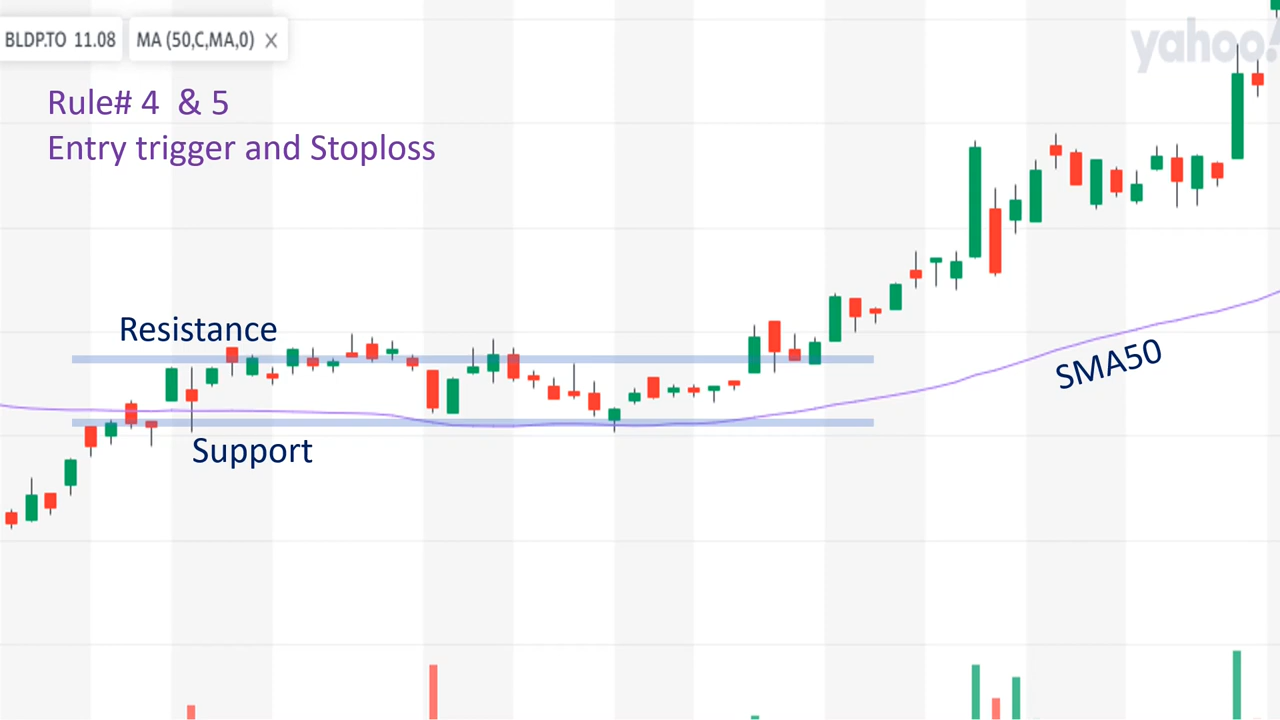 BLDP.TO 11.08 MA (50,C,MA,0) X
yahoo!
Rule# 4 & 5
Entry trigger and Stoploss
Resistance
SMA50
Support